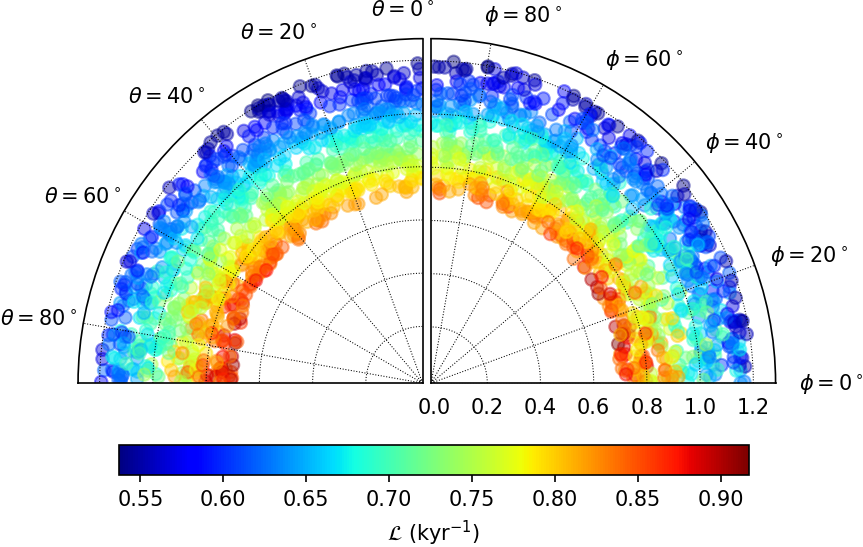 θ = 0° ϕ = 80°
θ = 20° ϕ = 60°
θ = 40° ϕ = 40°
θ = 60° ϕ = 20°
θ = 80° ϕ = 0°
0.0 0.2 0.4 0.6 0.8 1.0 1.2
0.55 0.60 0.65 0.70 0.75 0.80 0.85 0.90
ℒ (kyr⁻¹)